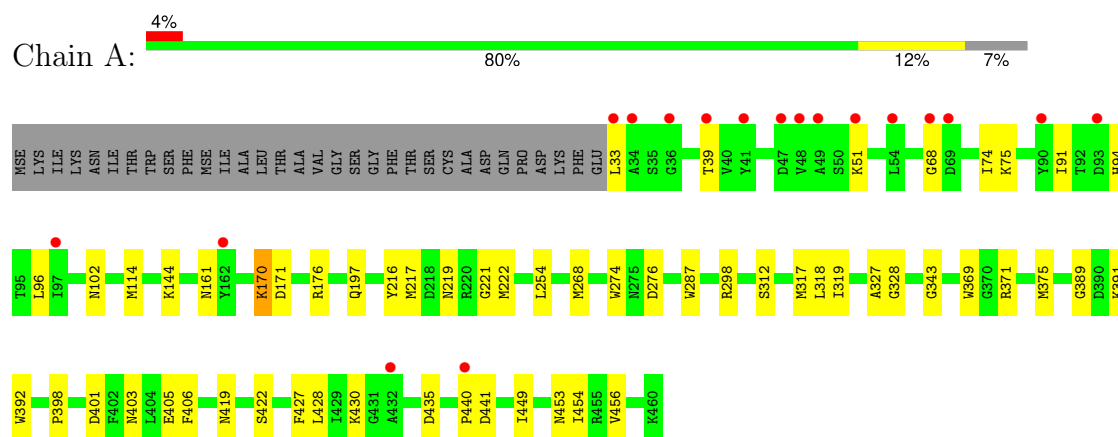 4%
Chain A:
80% 12% 7%
MSE LYS ILE LYS ASN ILE THR TRP SER PHE MSE ILE ALA LEU THR ALA VAL GLY SER GLY PHE THR SER CYS ALA ASP GLN PRO ASP LYS PHE GLU L33 A34 S35 G36 T39 V40 Y41 D47 V48 A49 S50 K51 L54 G68 D69 I74 K75 Y90 I91 T92 D93 H94
T95 L96 I97 N102 M114 K144 N161 Y162 K170 D171 R176 Q197 Y216 M217 D218 N219 R220 G221 M222 L254 M268 W274 N275 D276 W287 R298 S312 M317 L318 I319 A327 G328 G343 W369 G370 R371 M375 G389 D390 K391
W392 P398 D401 F402 N403 L404 E405 F406 N419 S422 F427 L428 I429 K430 G431 A432 D435 P440 D441 I449 N453 I454 R455 V456 K460